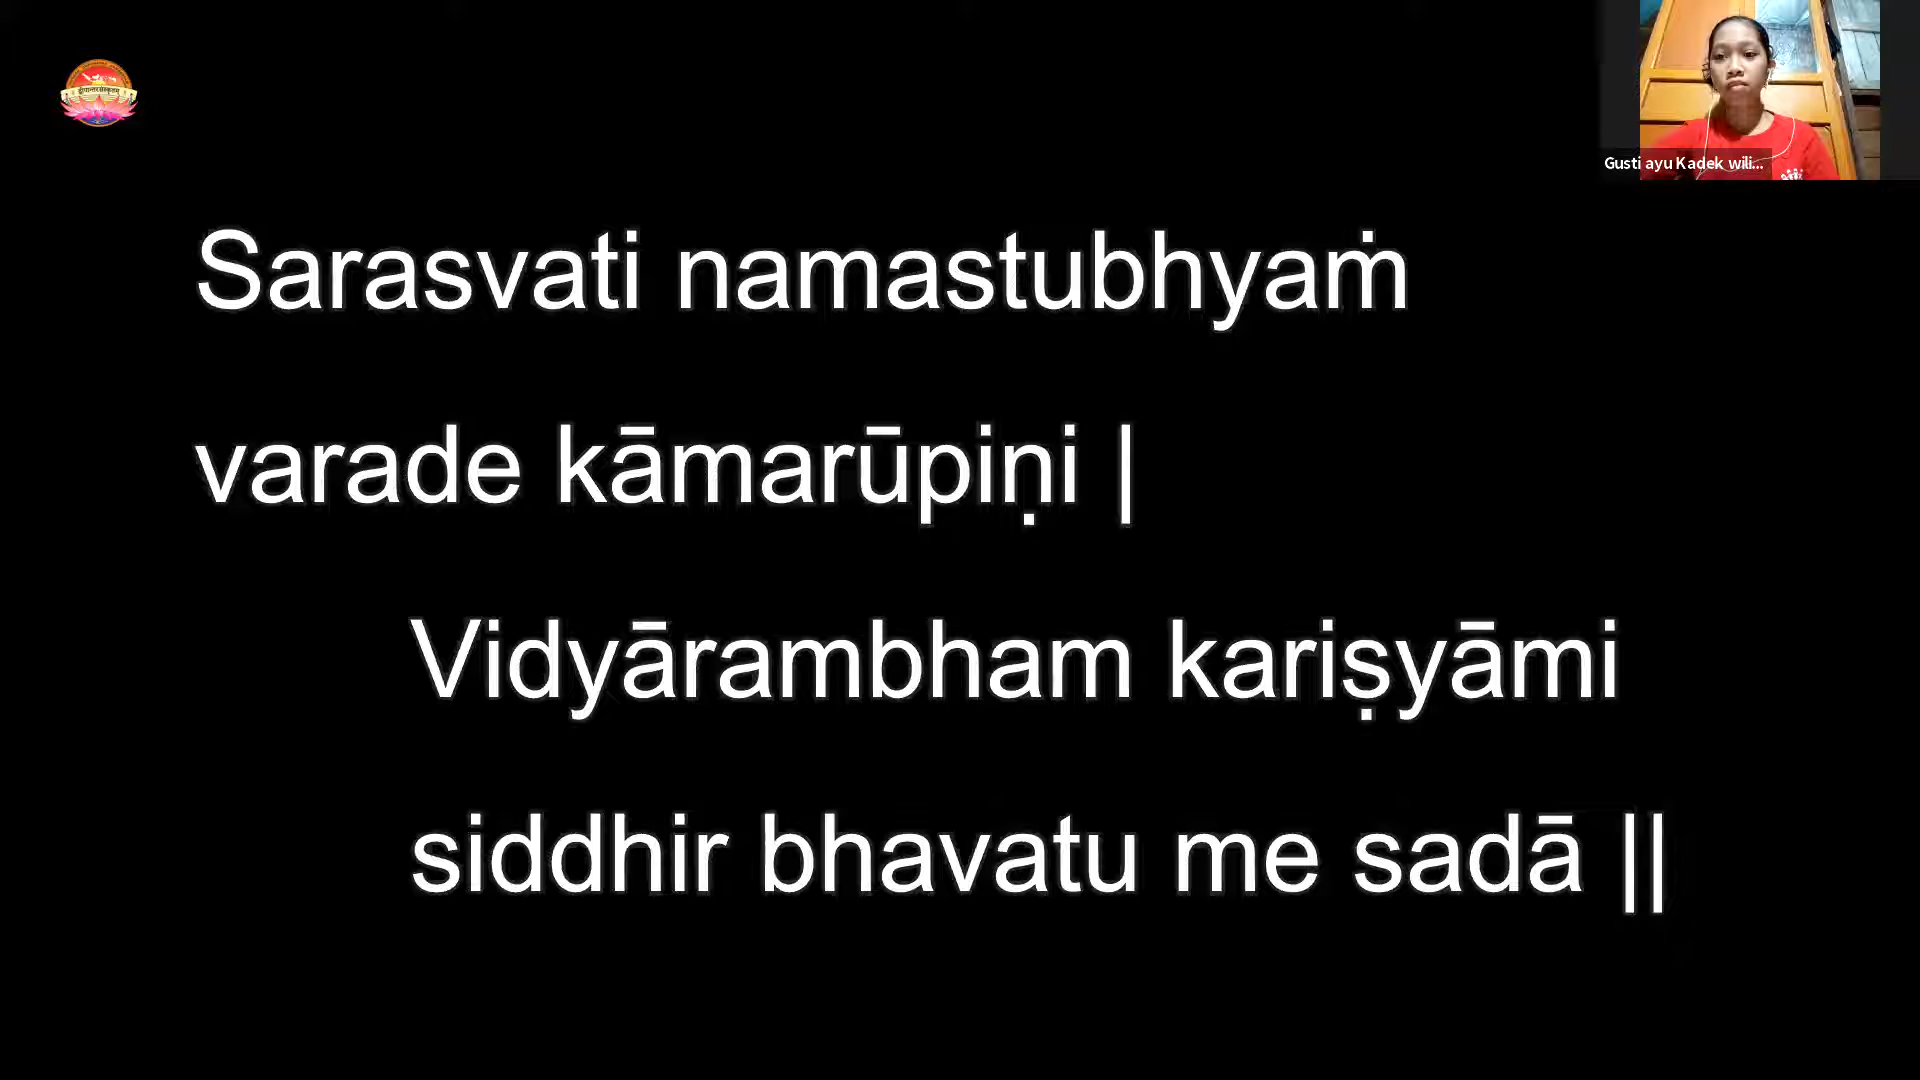 Gusti ayu Kadek wili...
Sarasvati namastubhyaṁ
varade kāmarūpiṇi |
Vidyārambham kariṣyāmi
siddhir bhavatu me sadā ||